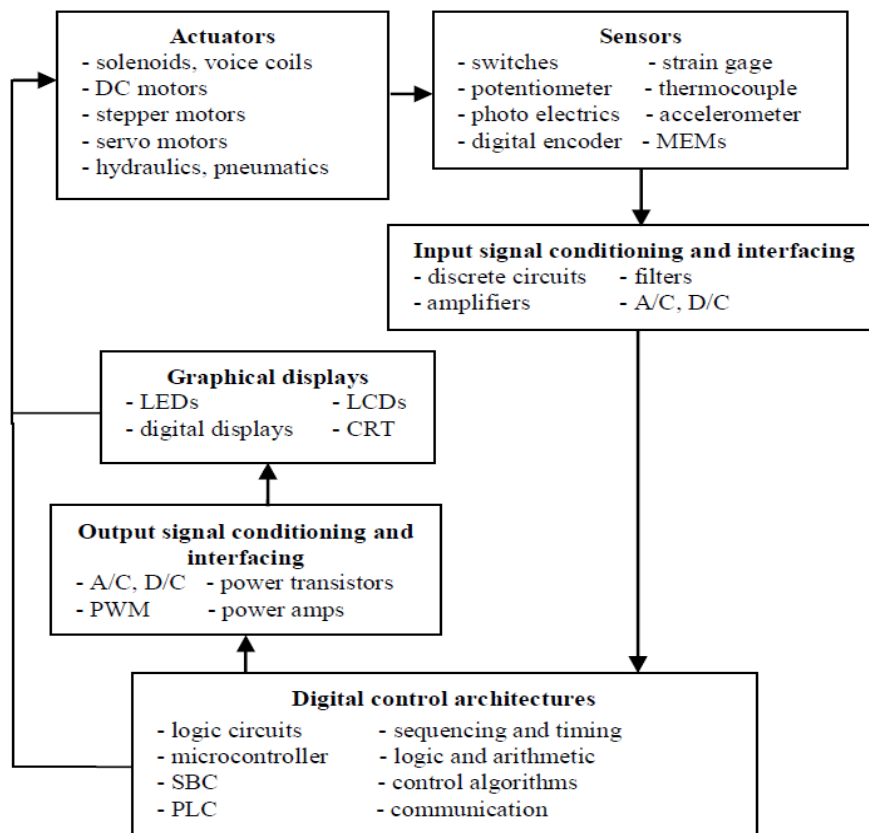 Actuators
- solenoids, voice coils
- DC motors
- stepper motors
- servo motors
- hydraulics, pneumatics
Sensors
- switches - strain gage
- potentiometer - thermocouple
- photo electrics - accelerometer
- digital encoder - MEMs
Input signal conditioning and interfacing
- discrete circuits - filters
- amplifiers - A/C, D/C
Graphical displays
- LEDs - LCDs
- digital displays - CRT
Output signal conditioning and
interfacing
- A/C, D/C - power transistors
- PWM - power amps
Digital control architectures
- logic circuits - sequencing and timing
- microcontroller - logic and arithmetic
- SBC - control algorithms
- PLC - communication